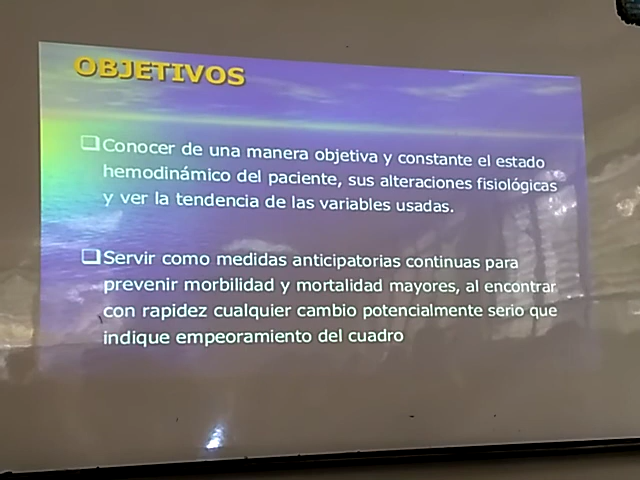 OBJETIVOS
Conocer de una manera objetiva y constante el estado
hemodinámico del paciente, sus alteraciones fisiológicas
y ver la tendencia de las variables usadas.
Servir como medidas anticipatorias continuas para
prevenir morbilidad y mortalidad mayores, al encontrar
con rapidez cualquier cambio potencialmente serio que
indique empeoramiento del cuadro